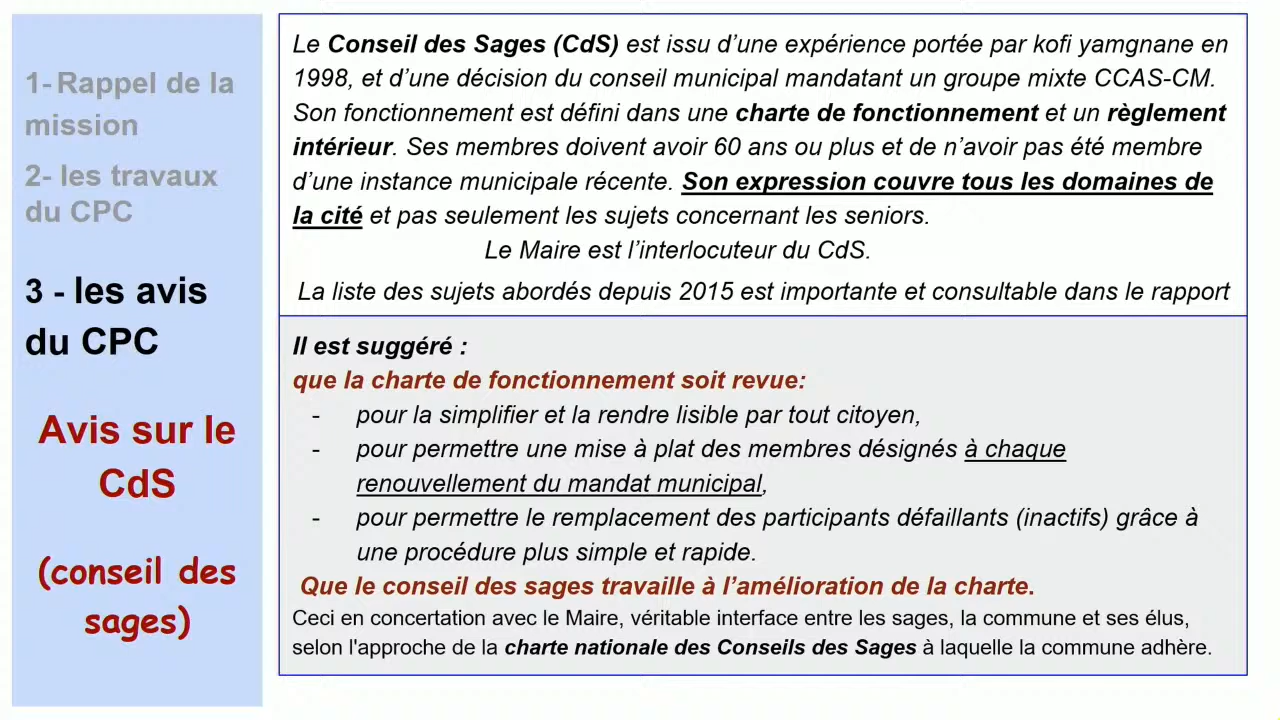 1- Rappel de la
mission
2- les travaux
du CPC
3 - les avis
du CPC
Avis sur le
CdS
(conseil des
sages)
Le Conseil des Sages (CdS) est issu d’une expérience portée par kofi yamgnane en
1998, et d’une décision du conseil municipal mandatant un groupe mixte CCAS-CM.
Son fonctionnement est défini dans une charte de fonctionnement et un règlement
intérieur. Ses membres doivent avoir 60 ans ou plus et de n’avoir pas été membre
d’une instance municipale récente. Son expression couvre tous les domaines de
la cité et pas seulement les sujets concernant les seniors.
Le Maire est l’interlocuteur du CdS.
La liste des sujets abordés depuis 2015 est importante et consultable dans le rapport
Il est suggéré :
que la charte de fonctionnement soit revue:
- pour la simplifier et la rendre lisible par tout citoyen,
- pour permettre une mise à plat des membres désignés à chaque
renouvellement du mandat municipal,
- pour permettre le remplacement des participants défaillants (inactifs) grâce à
une procédure plus simple et rapide.
Que le conseil des sages travaille à l’amélioration de la charte.
Ceci en concertation avec le Maire, véritable interface entre les sages, la commune et ses élus,
selon l'approche de la charte nationale des Conseils des Sages à laquelle la commune adhère.